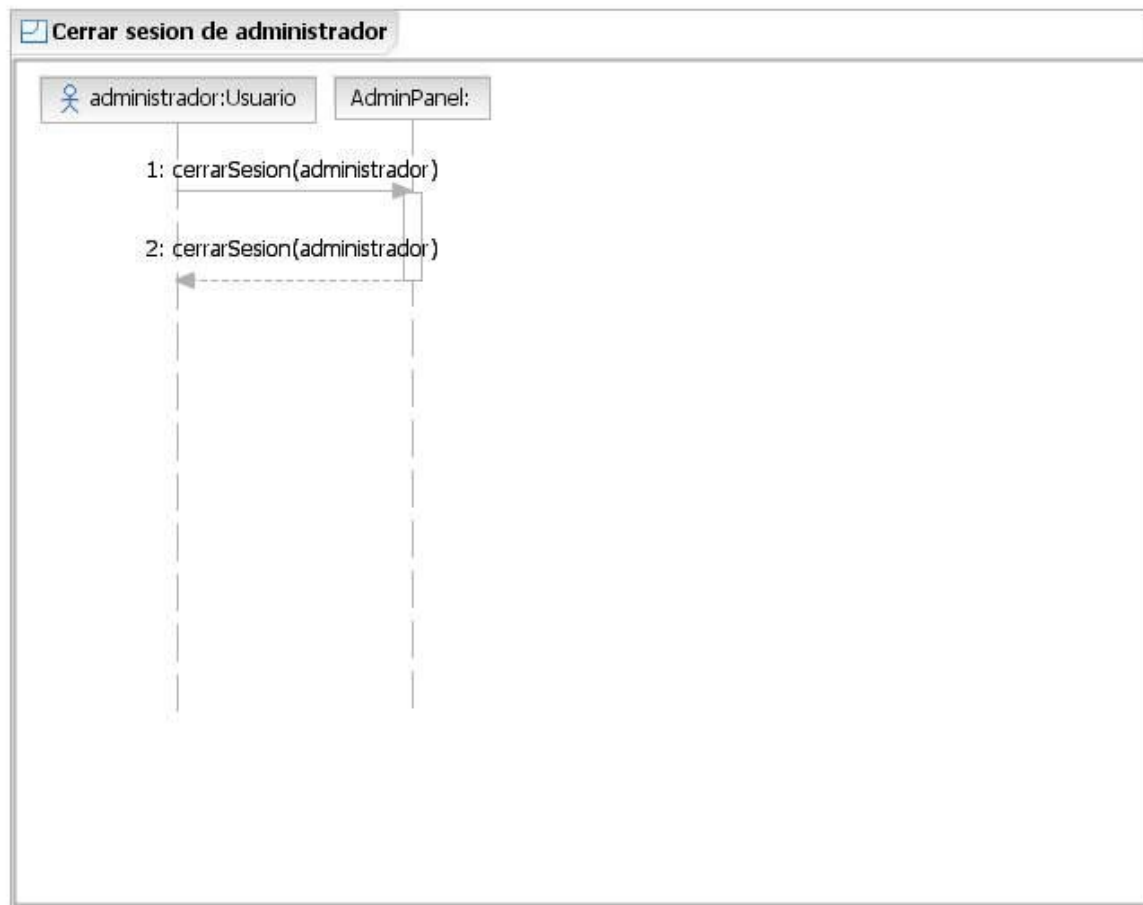 Cerrar sesion de administrador
administrador:Usuario
AdminPanel:
1: cerrarSesion(administrador)
2: cerrarSesion(administrador)